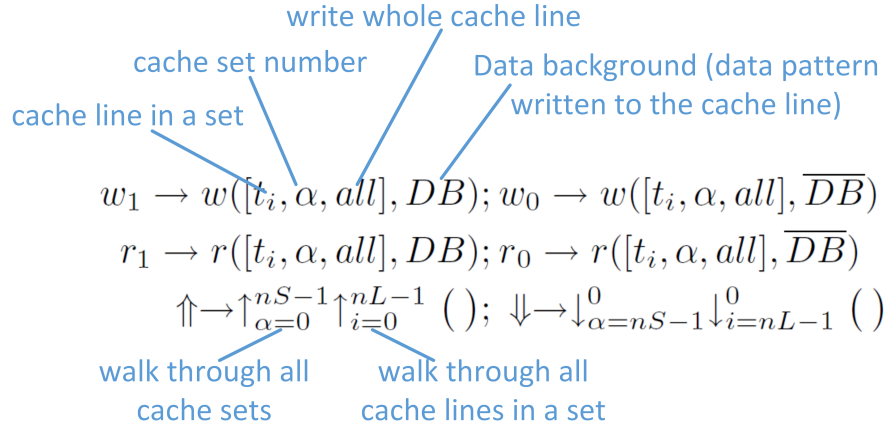 write whole cache line
cache set number
Data background (data pattern
written to the cache line)
cache line in a set
w₁ → w([tᵢ, α, all], DB); w₀ → w([tᵢ, α, all], D̅B̅)
r₁ → r([tᵢ, α, all], DB); r₀ → r([tᵢ, α, all], D̅B̅)
⇑→↑_{α=0}^{nS−1}↑_{i=0}^{nL−1} (); ⇓→↓_{α=nS−1}^{0}↓_{i=nL−1}^{0} ()
walk through all
cache sets
walk through all
cache lines in a set